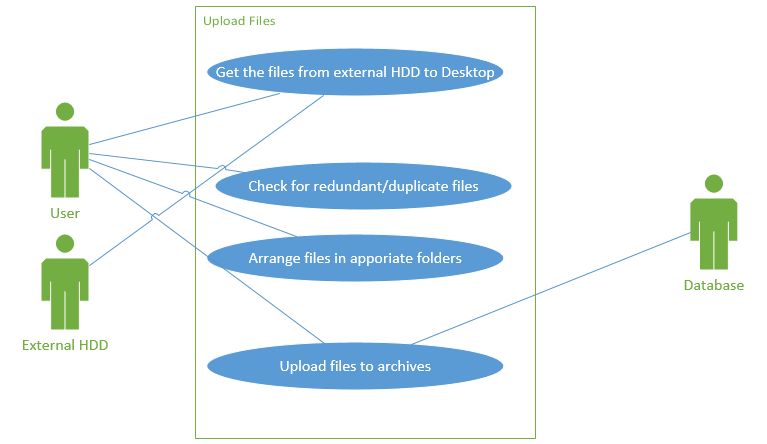 Upload Files
Get the files from external HDD to Desktop
Check for redundant/duplicate files
User
Arrange files in apporiate folders
Database
External HDD
Upload files to archives